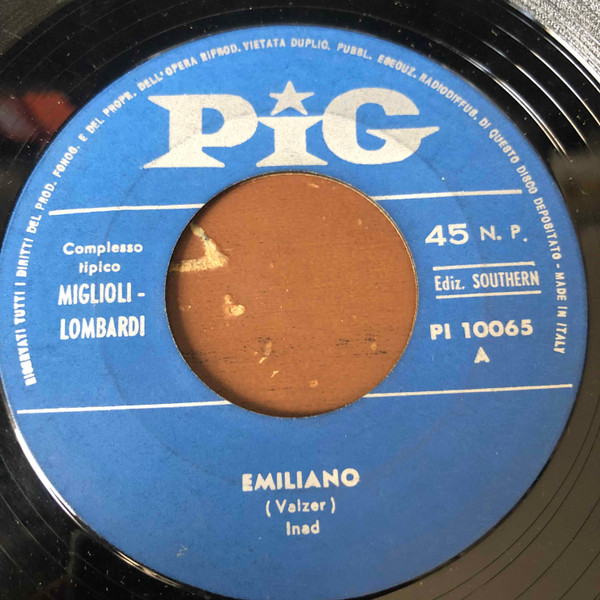 RISERVATI TUTTI I DIRITTI DEL PROD. FONOG. E DEL PROPR. DELL'OPERA RIPROD. VIETATA DUPLIC. PUBBL. ESECUZ. RADIODIFFUS. DI QUESTO DISCO DEPOSITATO - MADE IN ITALY
PiG
Complesso
tipico
MIGLIOLI -
LOMBARDI
45 N. P.
Ediz. SOUTHERN
PI 10065
A
EMILIANO
( Valzer )
Inad